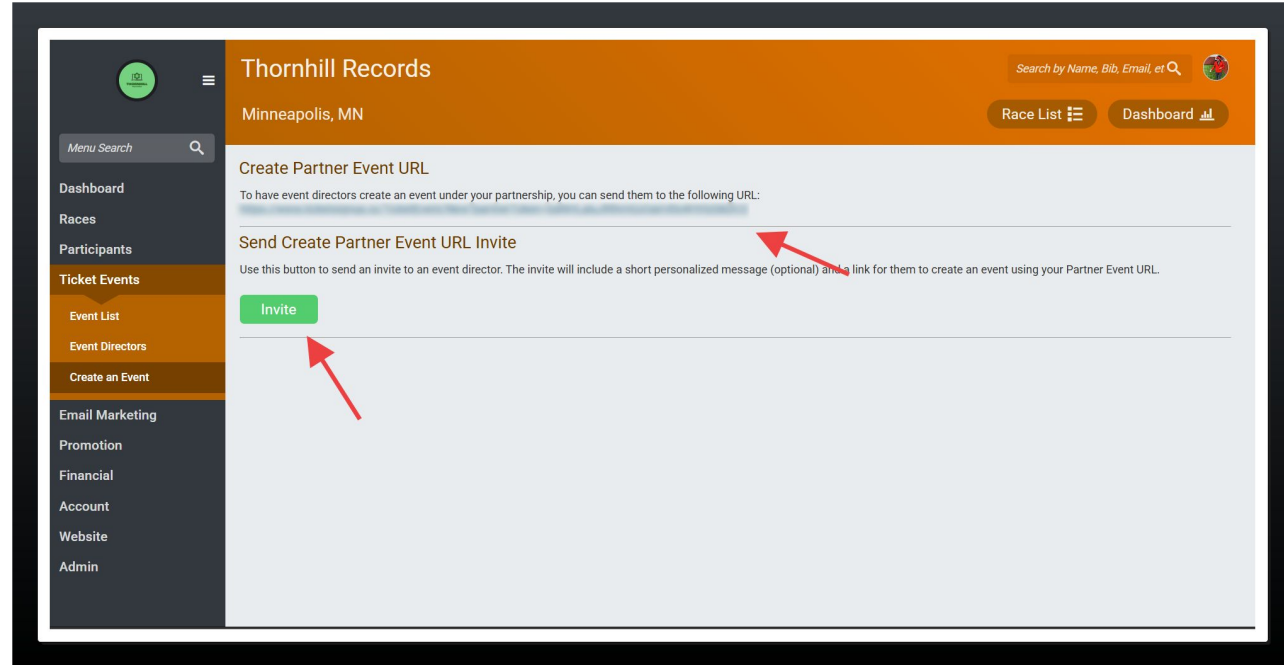 Thornhill Records
Search by Name, Bib, Email, et
Minneapolis, MN
Race List
Dashboard
Menu Search
Dashboard
Races
Participants
Ticket Events
Event List
Event Directors
Create an Event
Email Marketing
Promotion
Financial
Account
Website
Admin
Create Partner Event URL
To have event directors create an event under your partnership, you can send them to the following URL:
Send Create Partner Event URL Invite
Use this button to send an invite to an event director. The invite will include a short personalized message (optional) and a link for them to create an event using your Partner Event URL.
Invite